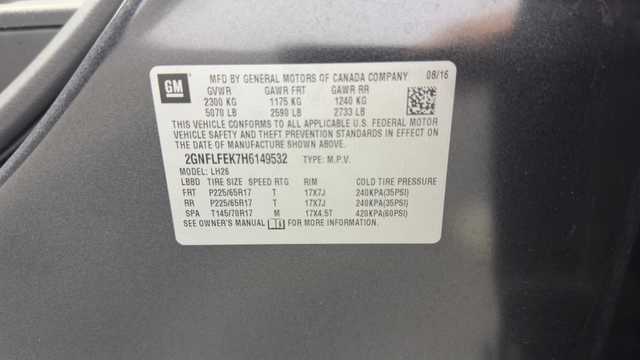 GM
MFD BY GENERAL MOTORS OF CANADA COMPANY 08/16
GVWR GAWR FRT GAWR RR
2300 KG 1175 KG 1240 KG
5070 LB 2590 LB 2733 LB
THIS VEHICLE CONFORMS TO ALL APPLICABLE U.S. FEDERAL MOTOR
VEHICLE SAFETY AND THEFT PREVENTION STANDARDS IN EFFECT ON
THE DATE OF MANUFACTURE SHOWN ABOVE.
2GNFLFEK7H6149532 TYPE: M.P.V.
MODEL: LH26
LBBD TIRE SIZE SPEED RTG RIM COLD TIRE PRESSURE
FRT P225/65R17 T 17X7J 240KPA(35PSI)
RR P225/65R17 T 17X7J 240KPA(35PSI)
SPA T145/70R17 M 17X4.5T 420KPA(60PSI)
SEE OWNER'S MANUAL FOR MORE INFORMATION.